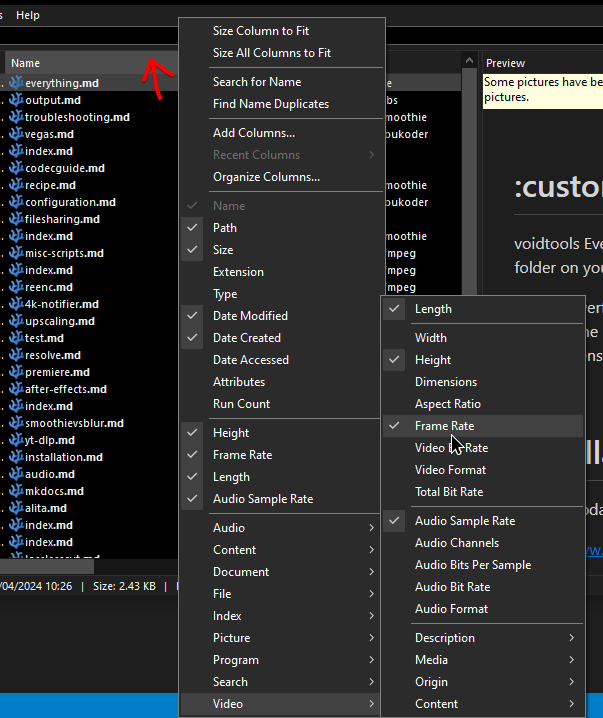 s Help
Name
everything.md
output.md
troubleshooting.md
vegas.md
index.md
codecguide.md
recipe.md
configuration.md
filesharing.md
index.md
misc-scripts.md
index.md
reenc.md
4k-notifier.md
upscaling.md
test.md
resolve.md
premiere.md
after-effects.md
index.md
smoothievsblur.md
yt-dlp.md
installation.md
audio.md
mkdocs.md
alita.md
index.md
index.md
/04/2024 10:26 | Size: 2.43 KB |
Size Column to Fit
Size All Columns to Fit
Search for Name
Find Name Duplicates
Add Columns...
Recent Columns
Organize Columns...
Name
Path
Size
Extension
Type
Date Modified
Date Created
Date Accessed
Attributes
Run Count
Height
Frame Rate
Length
Audio Sample Rate
Audio
Content
Document
File
Index
Picture
Program
Search
Video
e
bs
moothie
oukoder
moothie
oukoder
moothie
mpeg
mpeg
mpeg
Length
Width
Height
Dimensions
Aspect Ratio
Frame Rate
Video Rate
Video Format
Total Bit Rate
Audio Sample Rate
Audio Channels
Audio Bits Per Sample
Audio Bit Rate
Audio Format
Description
Media
Origin
Content
Preview
Some pictures have be
pictures.
:custo
voidtools Eve
folder on you